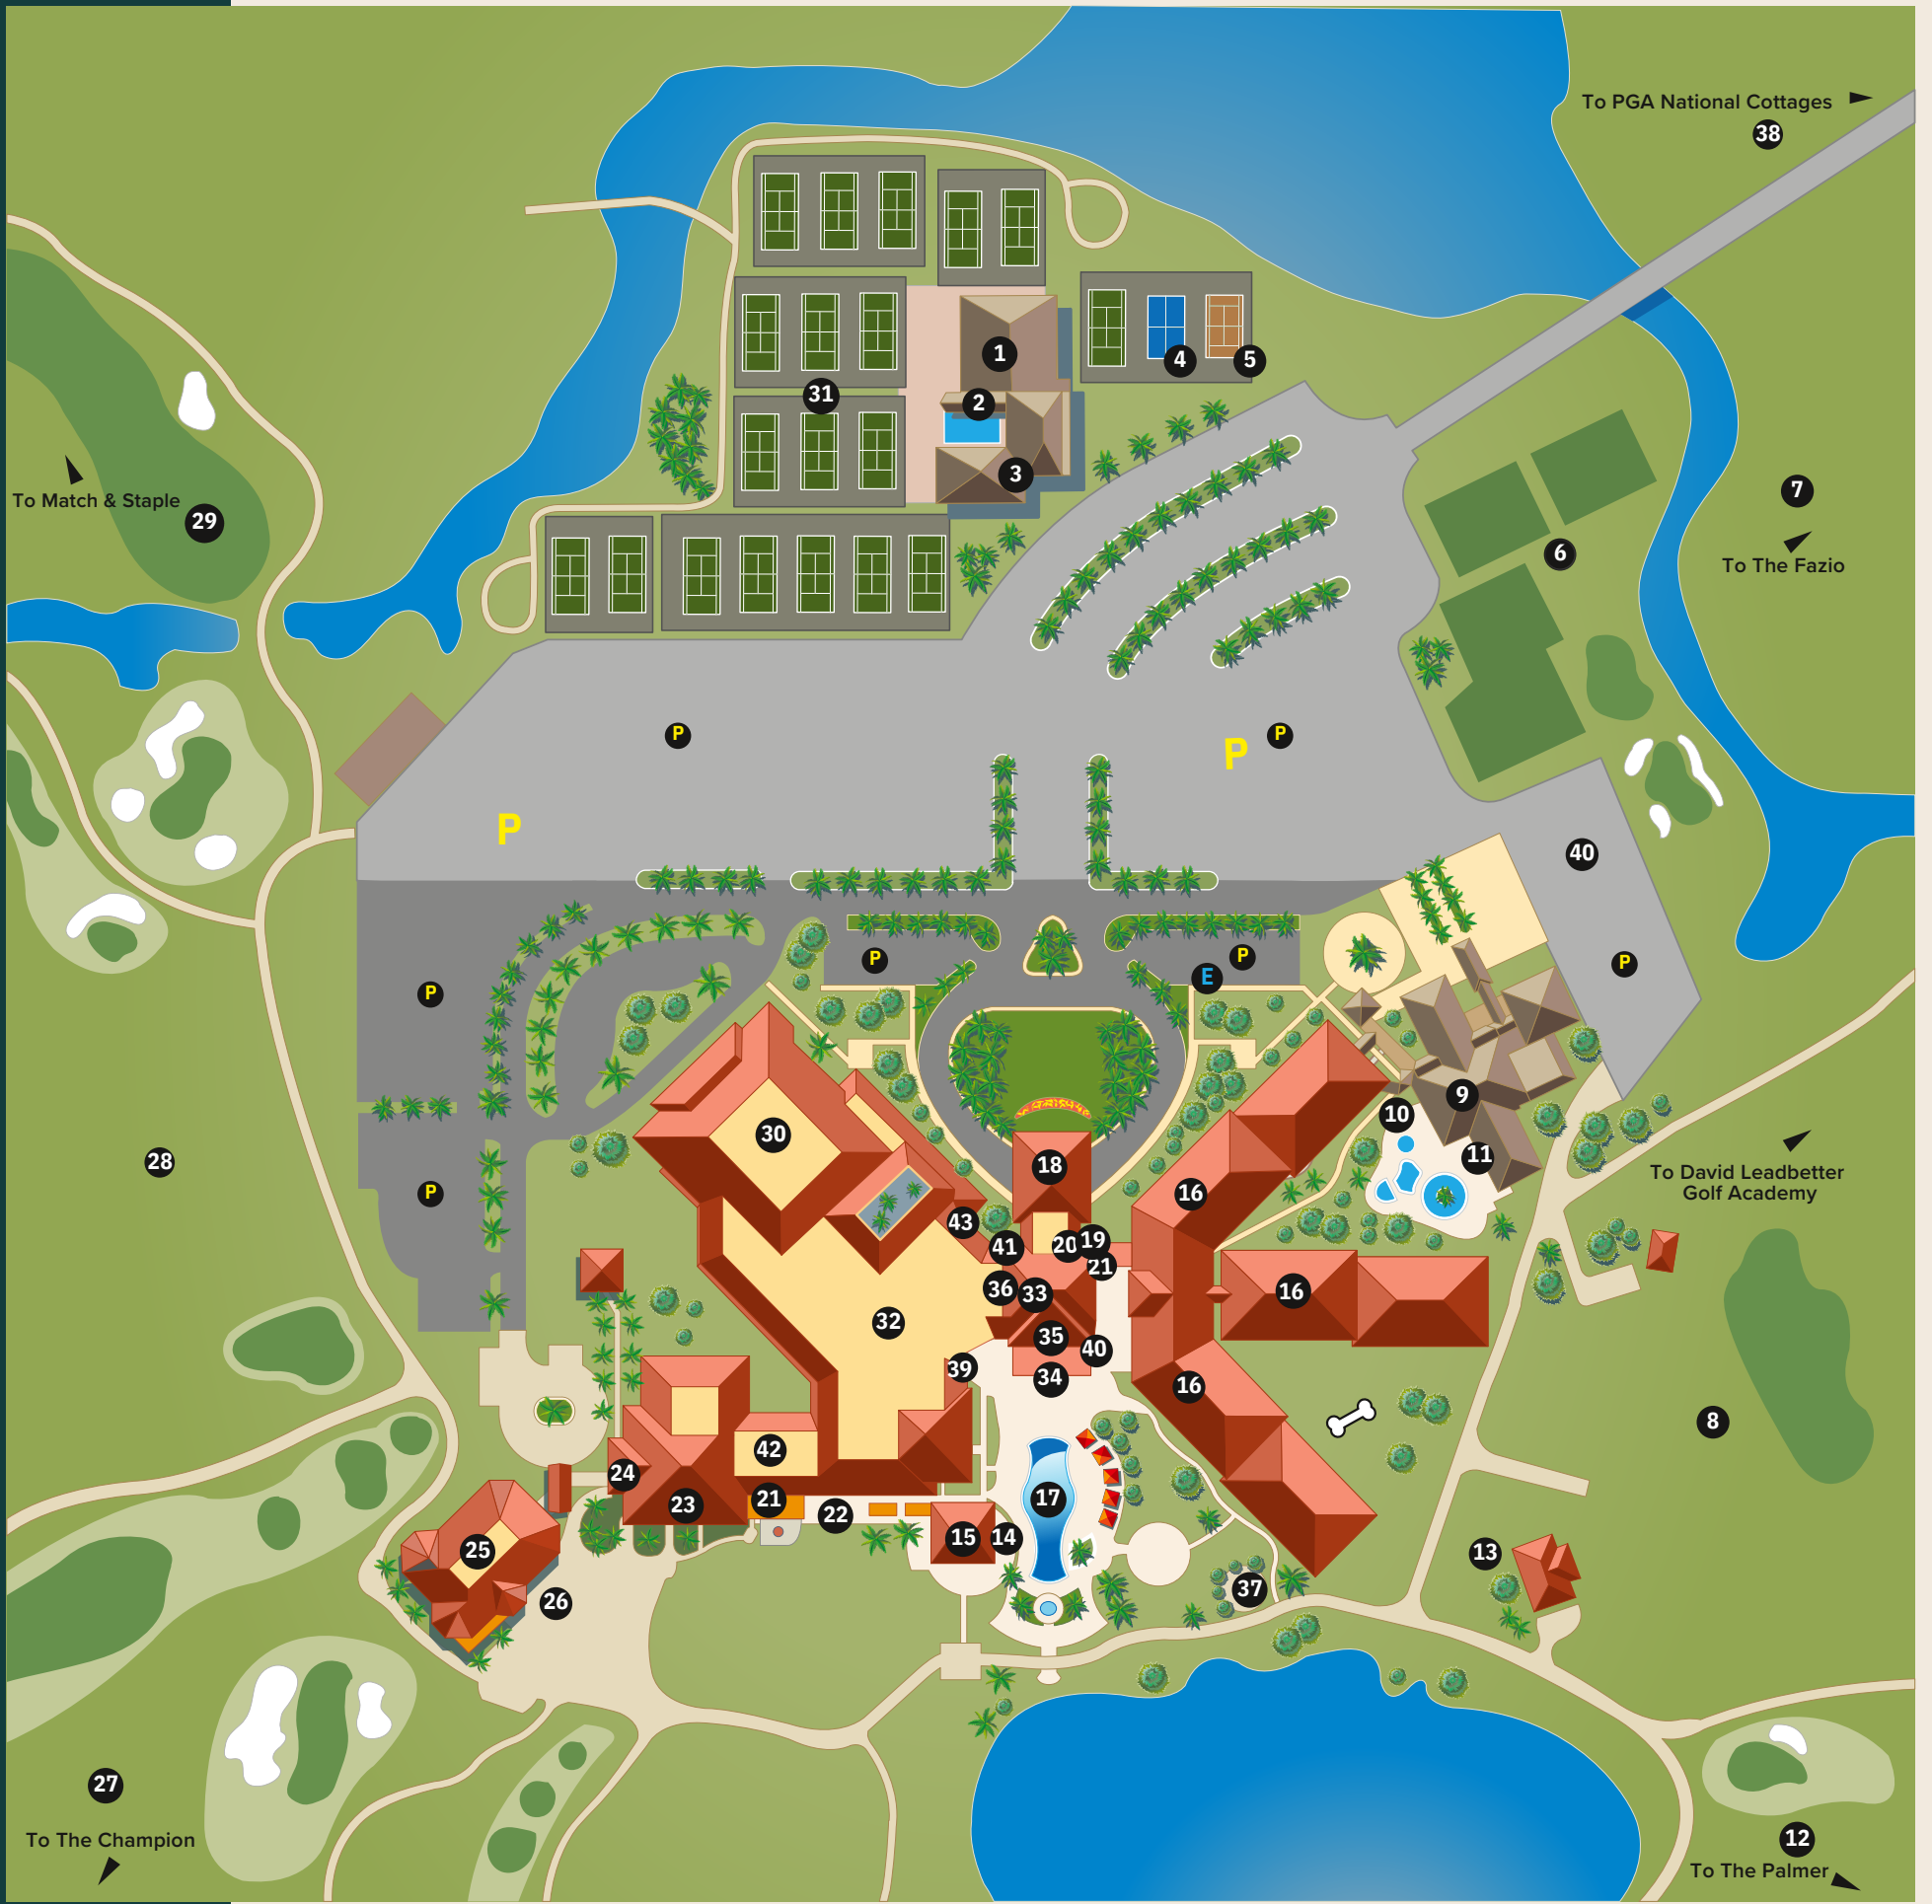 To PGA National Cottages
38
1
4
5
2
31
3
To Match & Staple
29
7
6
To The Fazio
P
P
P
P
40
P
P
E
P
P
9
10
30
11
28
18
To David Leadbetter
Golf Academy
P
16
43
41
20
19
21
36
33
16
32
35
40
39
34
16
8
42
24
17
21
23
22
15
14
25
13
37
26
27
To The Champion
12
To The Palmer